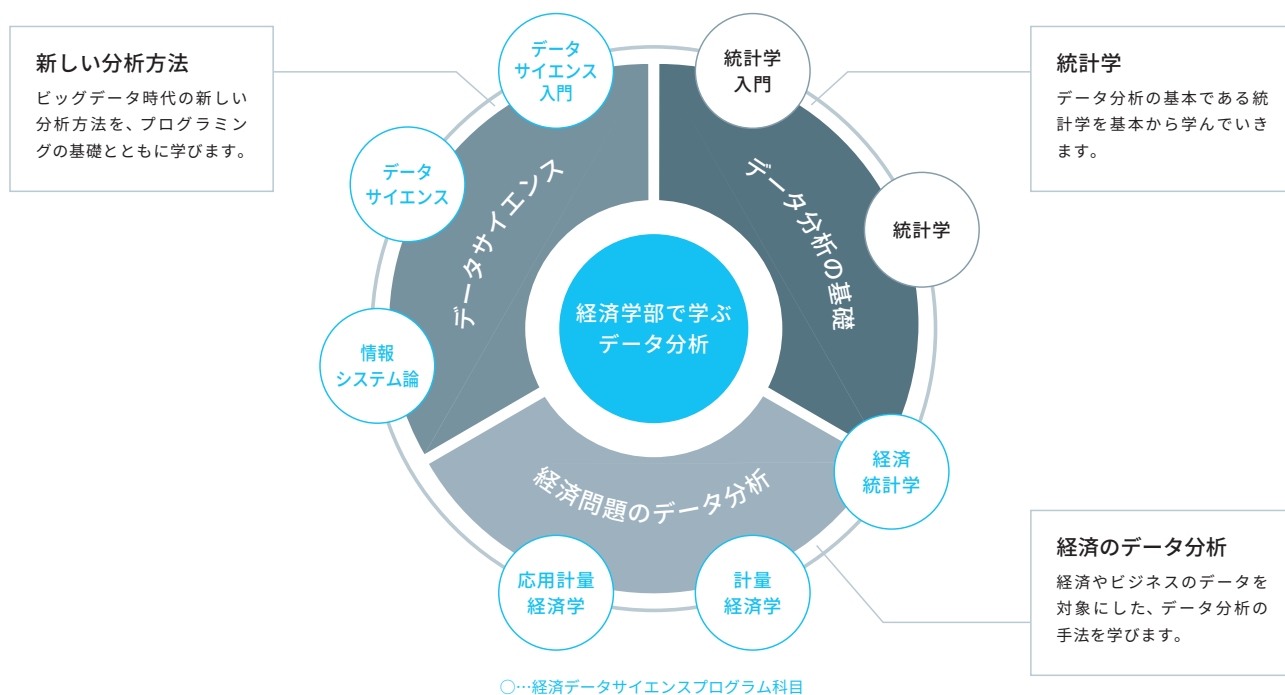 新しい分析方法
ビッグデータ時代の新しい
分析方法を、プログラミン
グの基礎とともに学びます。
データ
サイエンス
入門
統計学
入門
統計学
データ分析の基本である統
計学を基本から学んでいき
ます。
データ
サイエンス
データサイエンス
データ分析の基礎
統計学
経済学部で学ぶ
データ分析
情報
システム論
経済
統計学
経済問題のデータ分析
応用計量
経済学
計量
経済学
経済のデータ分析
経済やビジネスのデータを
対象にした、データ分析の
手法を学びます。
○…経済データサイエンスプログラム科目